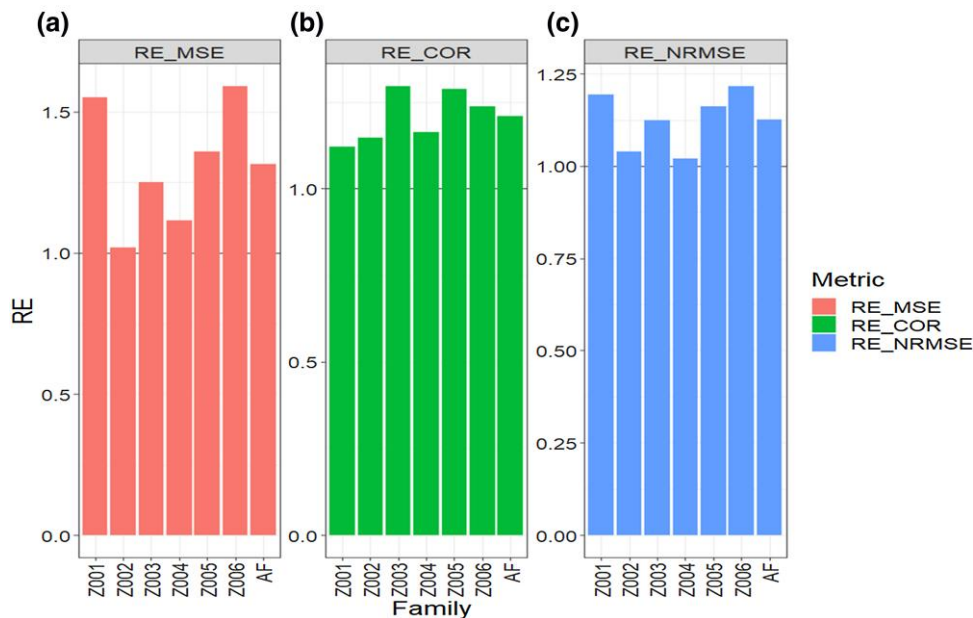 (a)
(b)
(c)
RE_MSE
RE_COR
RE_NRMSE
RE
1.5
1.0
0.5
0.0
1.0
0.5
0.0
1.25
1.00
0.75
0.50
0.25
0.00
Z001
Z002
Z003
Z004
Z005
Z006
AF
Z001
Z002
Z003
Z004
Z005
Z006
AF
Z001
Z002
Z003
Z004
Z005
Z006
AF
Family
Metric
RE_MSE
RE_COR
RE_NRMSE